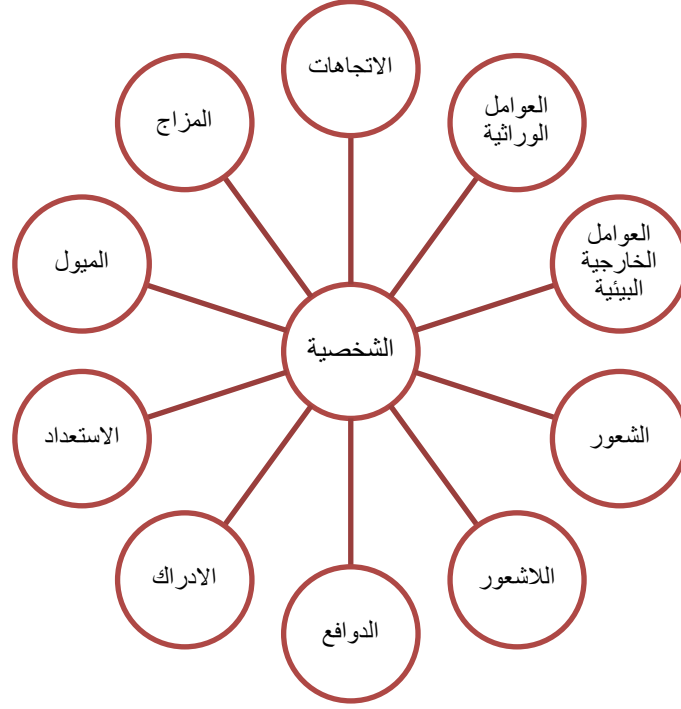 الاتجاهات
العوامل
الوراثية
العوامل
الخارجية
البيئية
الشعور
اللاشعور
الدوافع
الادراك
الاستعداد
الميول
المزاج
الشخصية